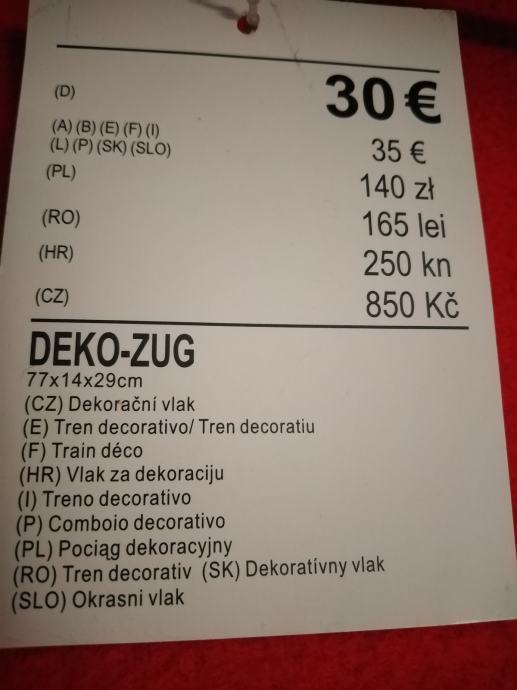 (D) 30 €
(A) (B) (E) (F) (I)
(L) (P) (SK) (SLO) 35 €
(PL) 140 zł
(RO) 165 lei
(HR) 250 kn
(CZ) 850 Kč
DEKO-ZUG
77x14x29cm
(CZ) Dekorační vlak
(E) Tren decorativo/ Tren decoratiu
(F) Train déco
(HR) Vlak za dekoraciju
(I) Treno decorativo
(P) Comboio decorativo
(PL) Pociąg dekoracyjny
(RO) Tren decorativ (SK) Dekoratívny vlak
(SLO) Okrasni vlak